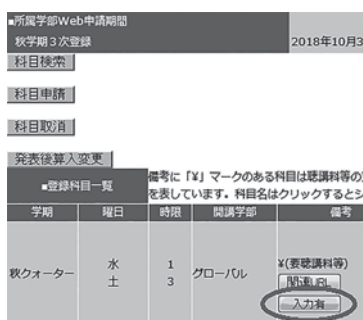 ■所属学部Web申請期間
秋学期3次登録 2018年10月3
科目検索
科目申請
科目取消
発表後算入変更
■登録科目一覧
備考に「¥」マークのある科目は聴講料等の
を表しています。科目名はクリックするとシ
学期 曜日 時限 開講学部 備考
秋クォーター
水 1
土 3
グローバル
¥(要聴講料等)
関連URL
入力有